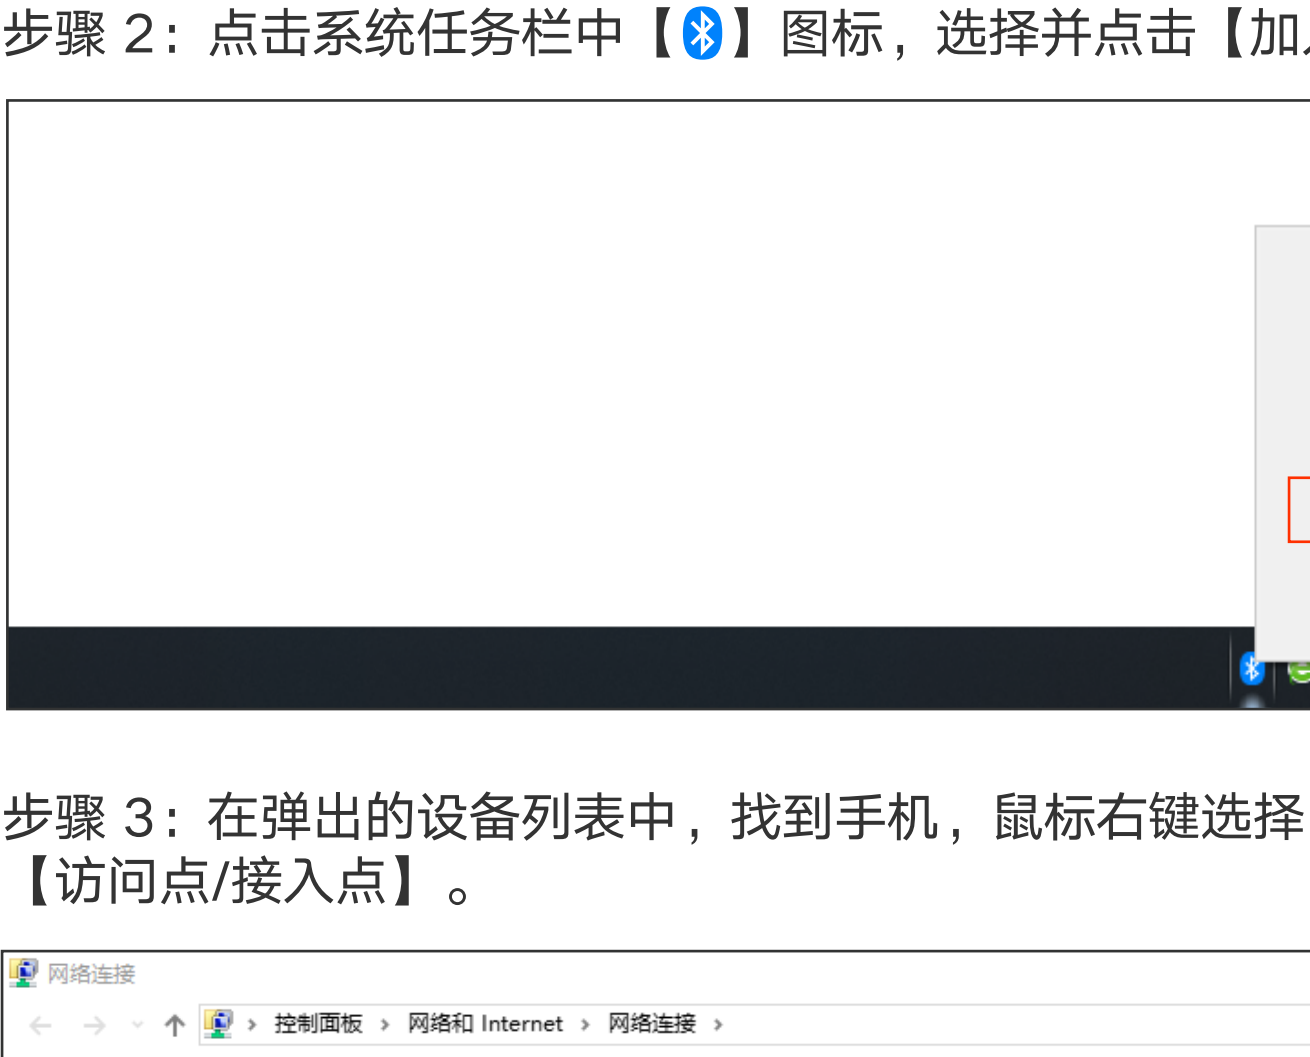 步骤 2：点击系统任务栏中【】图标，选择并点击【加
步骤 3：在弹出的设备列表中，找到手机，鼠标右键选择
【访问点/接入点】。
网络连接
控制面板 › 网络和 Internet › 网络连接 ›